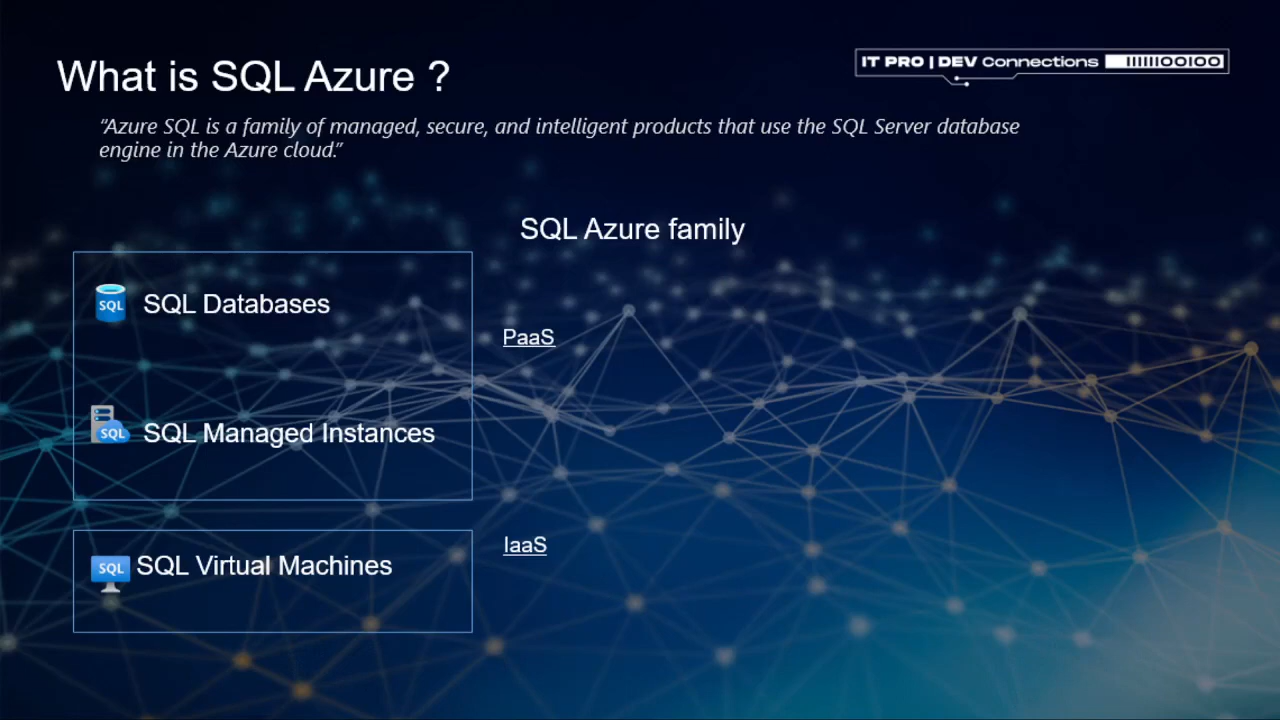 What is SQL Azure ?
IT PRO | DEV Connections IIIIIIOOIOO
“Azure SQL is a family of managed, secure, and intelligent products that use the SQL Server database
engine in the Azure cloud.”
SQL Azure family
SQL SQL Databases
PaaS
SQL SQL Managed Instances
IaaS
SQL SQL Virtual Machines